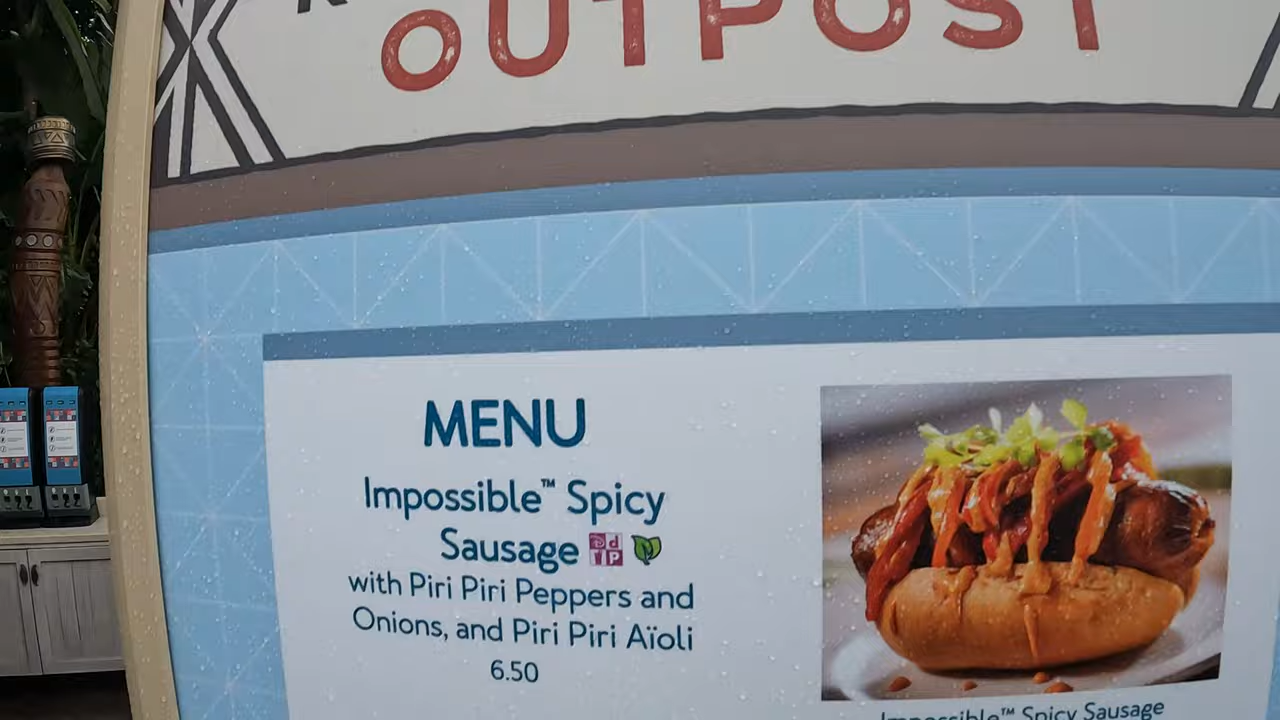 OUTPOST
MENU
Impossible™ Spicy
Sausage
with Piri Piri Peppers and
Onions, and Piri Piri Aïoli
6.50
Impossible™ Spicy Sausage